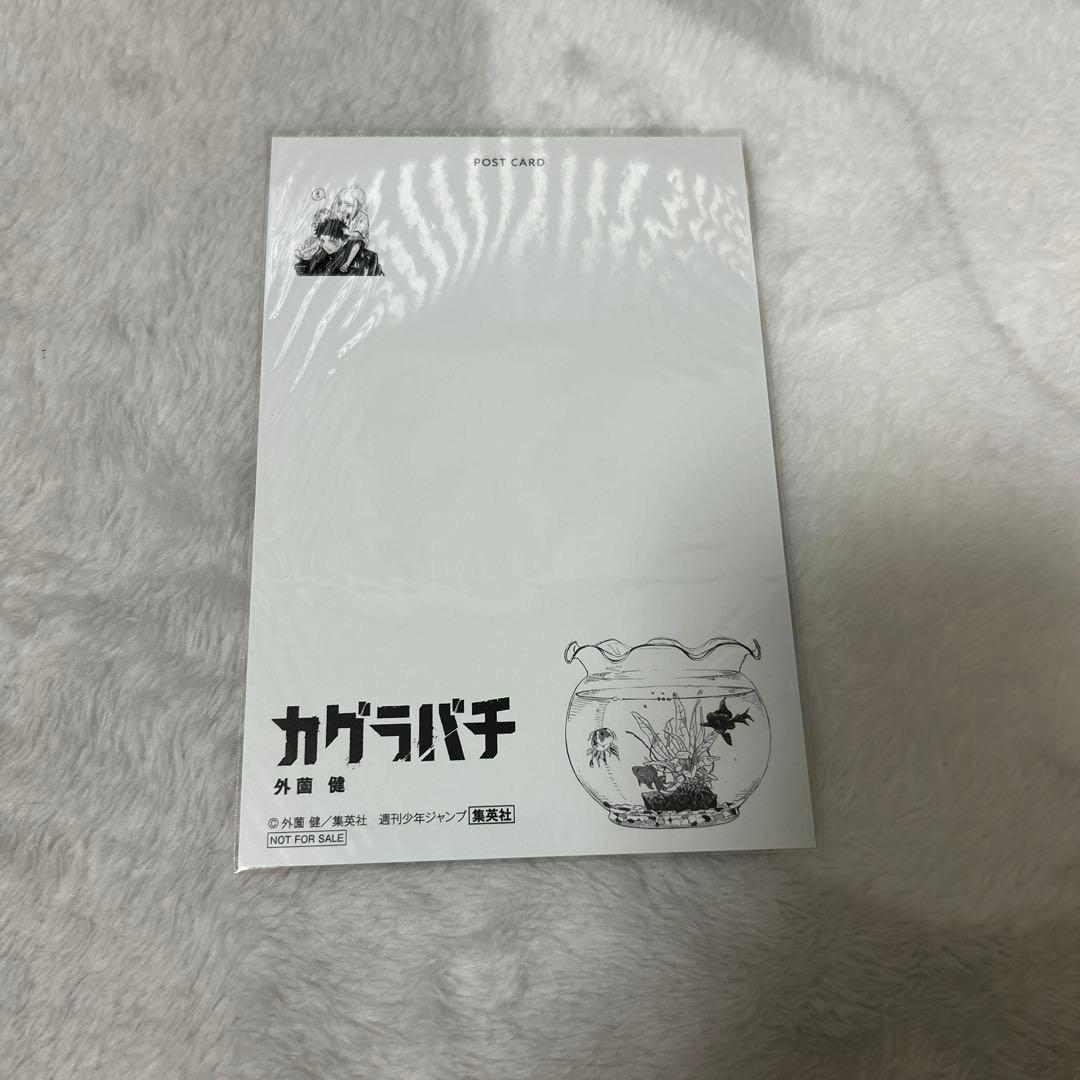 POST CARD
カグラバチ
外薗 健
© 外薗 健／集英社　週刊少年ジャンプ 集英社
NOT FOR SALE